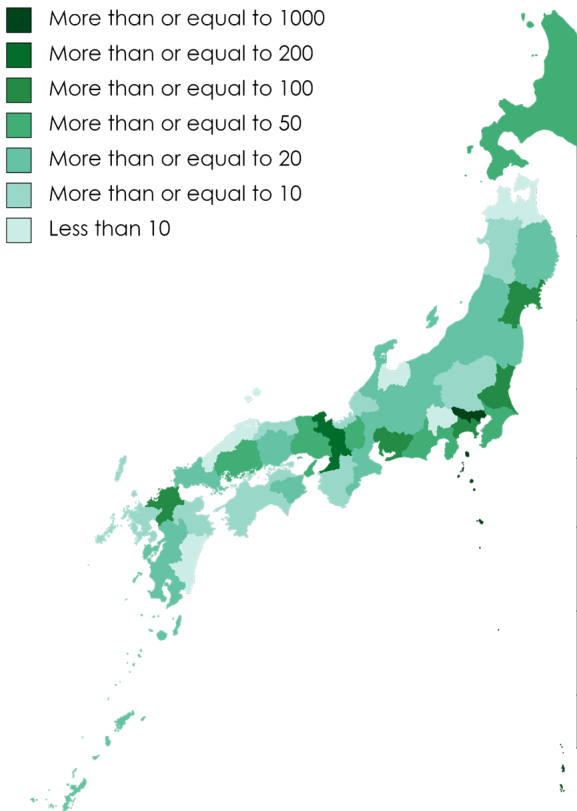 More than or equal to 1000
More than or equal to 200
More than or equal to 100
More than or equal to 50
More than or equal to 20
More than or equal to 10
Less than 10